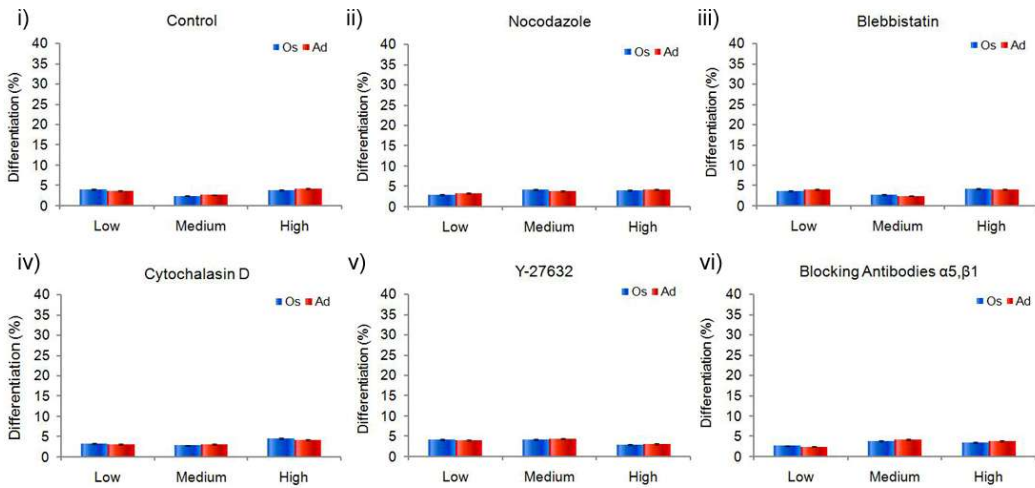 i) Control
Os Ad
Differentiation (%)
40
35
30
25
20
15
10
5
0
Low Medium High
ii) Nocodazole
Os Ad
Differentiation (%)
40
35
30
25
20
15
10
5
0
Low Medium High
iii) Blebbistatin
Os Ad
Differentiation (%)
40
35
30
25
20
15
10
5
0
Low Medium High
iv) Cytochalasin D
Os Ad
Differentiation (%)
40
35
30
25
20
15
10
5
0
Low Medium High
v) Y-27632
Os Ad
Differentiation (%)
40
35
30
25
20
15
10
5
0
Low Medium High
vi) Blocking Antibodies α5,β1
Os Ad
Differentiation (%)
40
35
30
25
20
15
10
5
0
Low Medium High